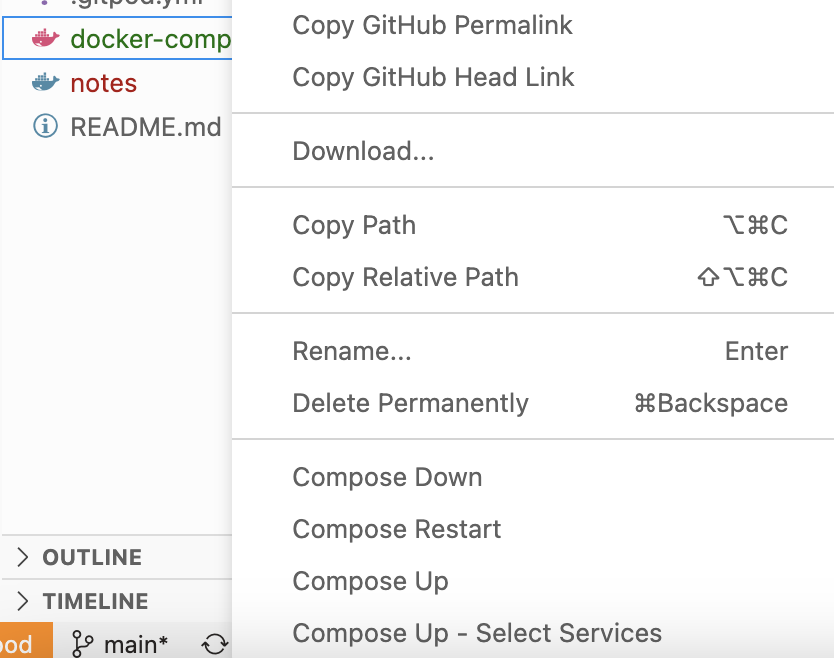 .gitpod.yml
docker-comp
notes
README.md
OUTLINE
TIMELINE
ood
main*
Copy GitHub Permalink
Copy GitHub Head Link
Download...
Copy Path ⌥⌘C
Copy Relative Path ⇧⌥⌘C
Rename... Enter
Delete Permanently ⌘Backspace
Compose Down
Compose Restart
Compose Up
Compose Up - Select Services